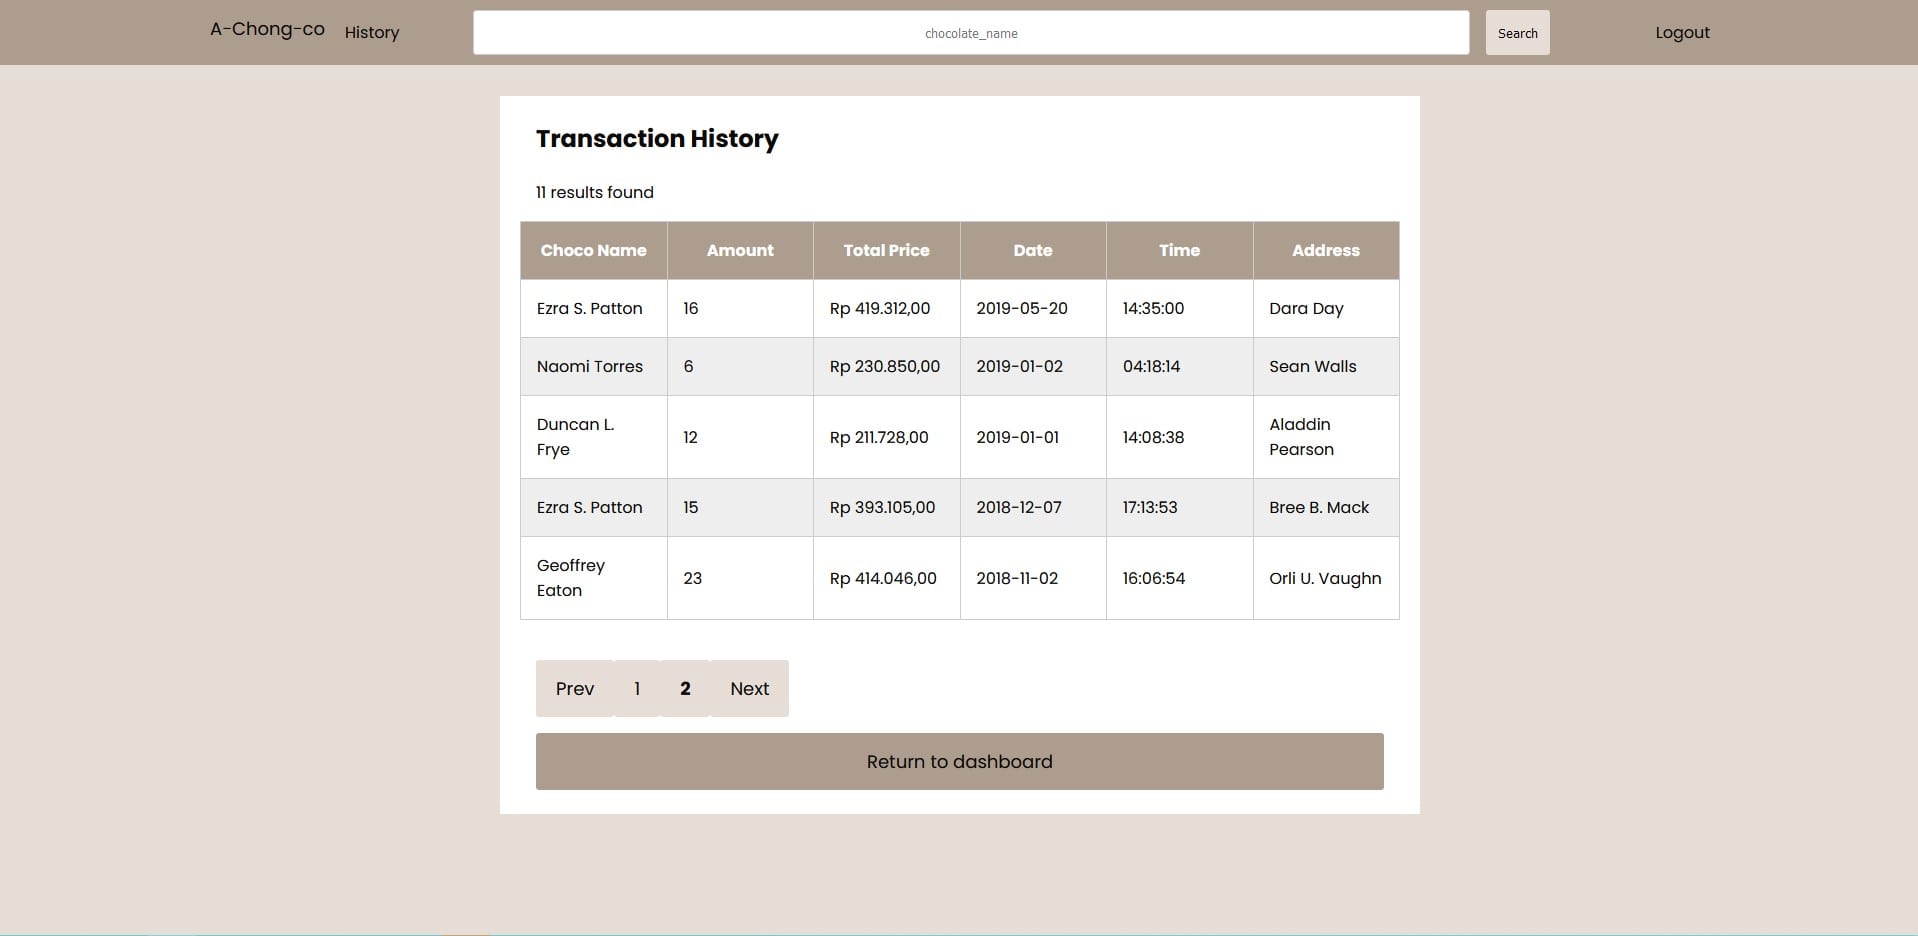 A-Chong-co History chocolate_name Search Logout
Transaction History
11 results found
Choco Name Amount Total Price Date Time Address
Ezra S. Patton 16 Rp 419.312,00 2019-05-20 14:35:00 Dara Day
Naomi Torres 6 Rp 230.850,00 2019-01-02 04:18:14 Sean Walls
Duncan L.
Frye 12 Rp 211.728,00 2019-01-01 14:08:38 Aladdin
Pearson
Ezra S. Patton 15 Rp 393.105,00 2018-12-07 17:13:53 Bree B. Mack
Geoffrey
Eaton 23 Rp 414.046,00 2018-11-02 16:06:54 Orli U. Vaughn
Prev 1 2 Next
Return to dashboard